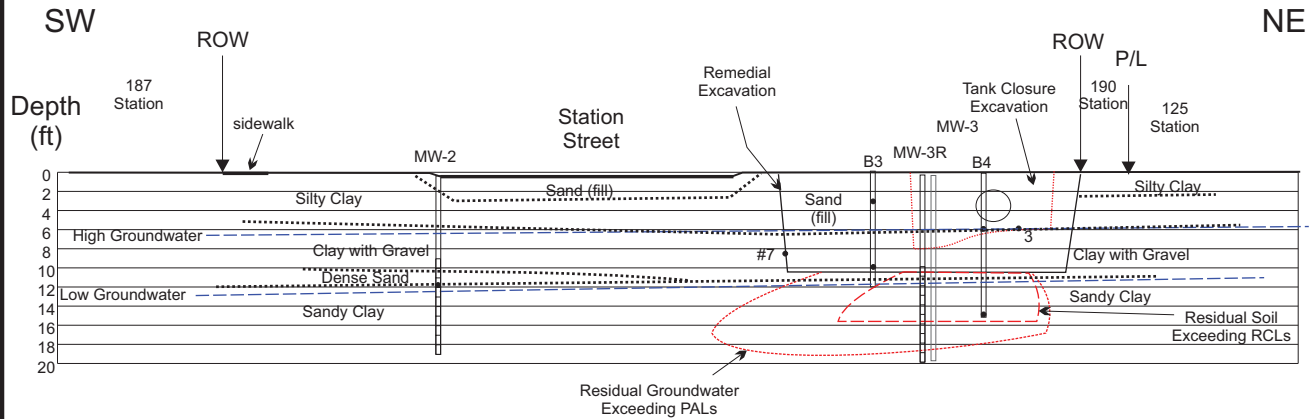 SW
NE
ROW
ROW
P/L
187
Station
Remedial
Excavation
Tank Closure
Excavation
190
Station
125
Station
Depth
(ft)
sidewalk
Station
Street
MW-3
MW-2
B3
MW-3R
B4
0
2
4
6
8
10
12
14
16
18
20
Silty Clay
Sand (fill)
Sand
(fill)
Silty Clay
High Groundwater
3
Clay with Gravel
#7
Clay with Gravel
Dense Sand
Low Groundwater
Sandy Clay
Sandy Clay
Residual Soil
Exceeding RCLs
Residual Groundwater
Exceeding PALs